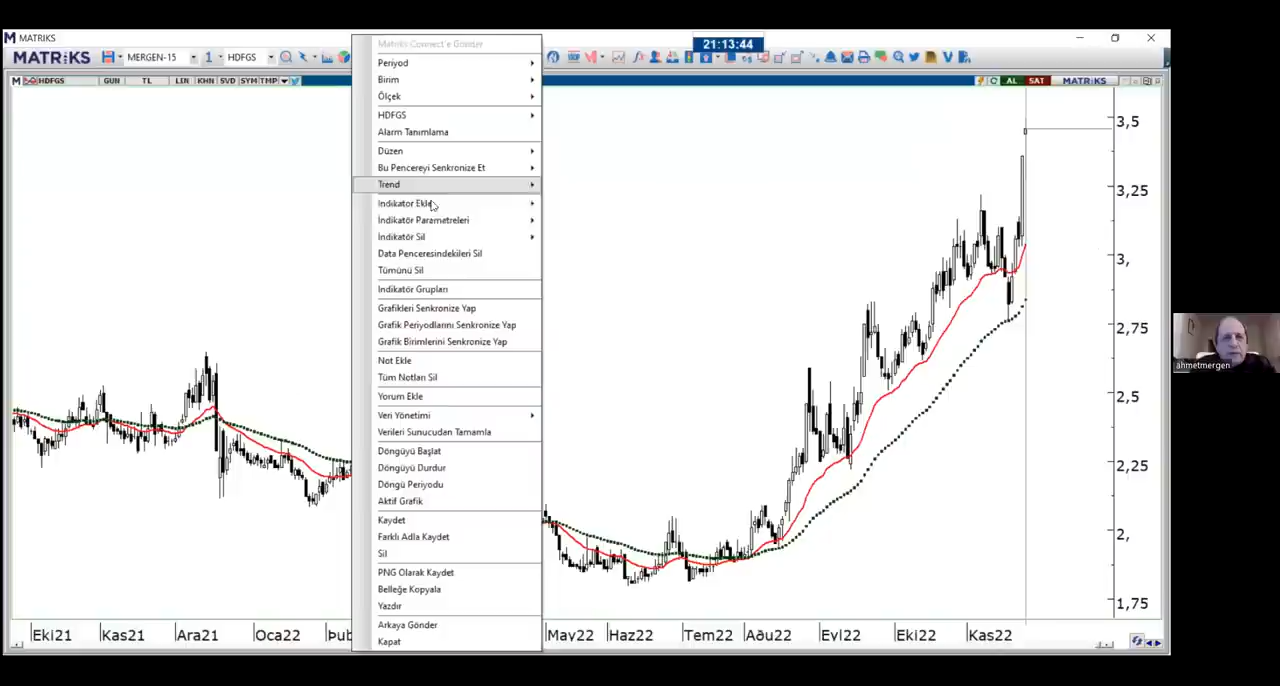 MATRIKS
MATRIKS MERGEN-15 1 HDFGS
21:13:44
M HDFGS GUN TL LIN KHN SVD SYM TMP
C AL SAT MATRIKS
Matriks Connect'e Gönder
Periyod
Birim
Ölçek
HDFGS
Alarm Tanımlama
Düzen
Bu Pencereyi Senkronize Et
Trend
Indikator Ekle
İndikatör Parametreleri
İndikatör Sil
Data Penceresindekileri Sil
Tümünü Sil
Indikatör Grupları
Grafikleri Senkronize Yap
Grafik Periyodlarını Senkronize Yap
Grafik Birimlerini Senkronize Yap
Not Ekle
Tüm Notları Sil
Yorum Ekle
Veri Yönetimi
Verileri Sunucudan Tamamla
Döngüyü Başlat
Döngüyü Durdur
Döngü Periyodu
Aktif Grafik
Kaydet
Farklı Adla Kaydet
Sil
PNG Olarak Kaydet
Belleğe Kopyala
Yazdır
Arkaya Gönder
Kapat
3,5
3,25
3,
2,75
2,5
2,25
2,
1,75
Eki21 Kas21 Ara21 Oca22 Þub May22 Haz22 Tem22 Aðu22 Eyl22 Eki22 Kas22
ahmetmergen